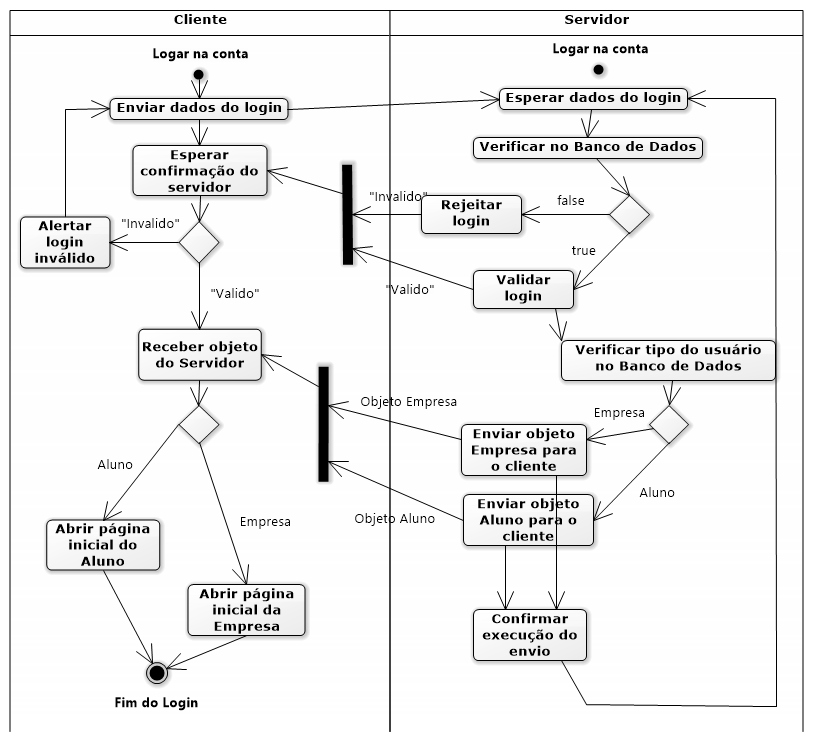 Cliente
Servidor
Logar na conta
Logar na conta
Enviar dados do login
Esperar dados do login
Verificar no Banco de Dados
Esperar
confirmação do
servidor
"Invalido"
Rejeitar
login
false
"Invalido"
Alertar
login
inválido
true
Validar
login
"Valido"
"Valido"
Receber objeto
do Servidor
Verificar tipo do usuário
no Banco de Dados
Objeto Empresa
Empresa
Enviar objeto
Empresa para
o cliente
Aluno
Aluno
Enviar objeto
Aluno para o
cliente
Objeto Aluno
Empresa
Abrir página
inicial do
Aluno
Abrir página
inicial da
Empresa
Confirmar
execução do
envio
Fim do Login